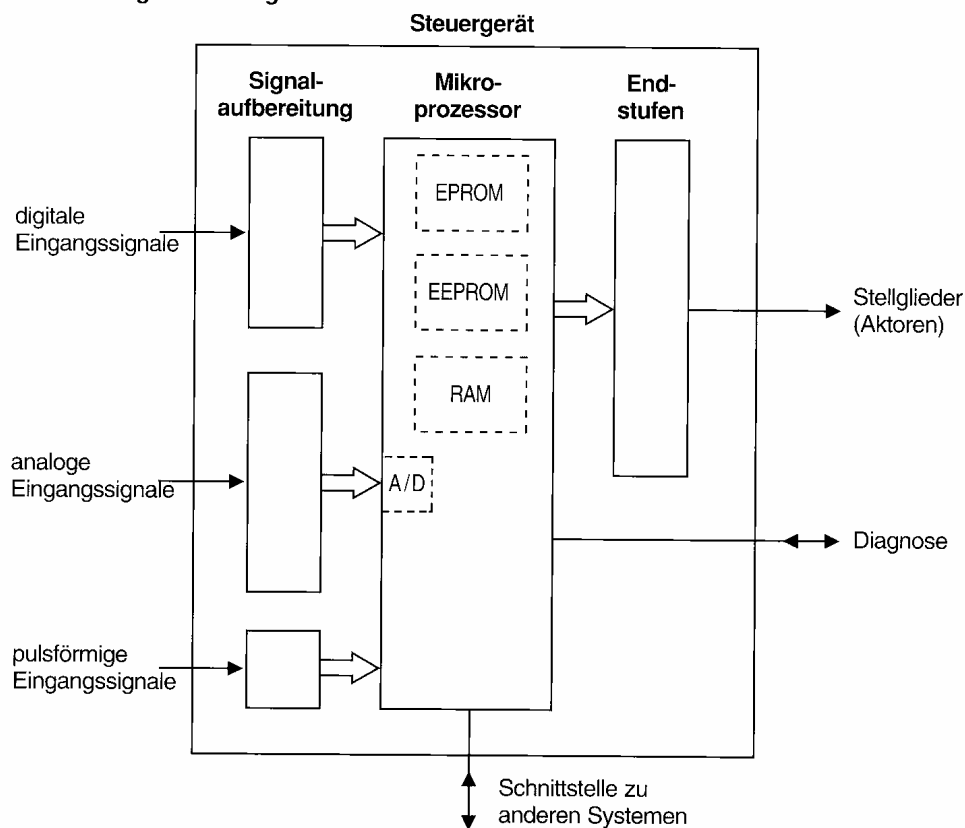 Steuergerät
Signal-
aufbereitung
Mikro-
prozessor
End-
stufen
EPROM
digitale
Eingangssignale
EEPROM
Stellglieder
(Aktoren)
RAM
analoge
Eingangssignale
A/D
Diagnose
pulsförmige
Eingangssignale
Schnittstelle zu
anderen Systemen